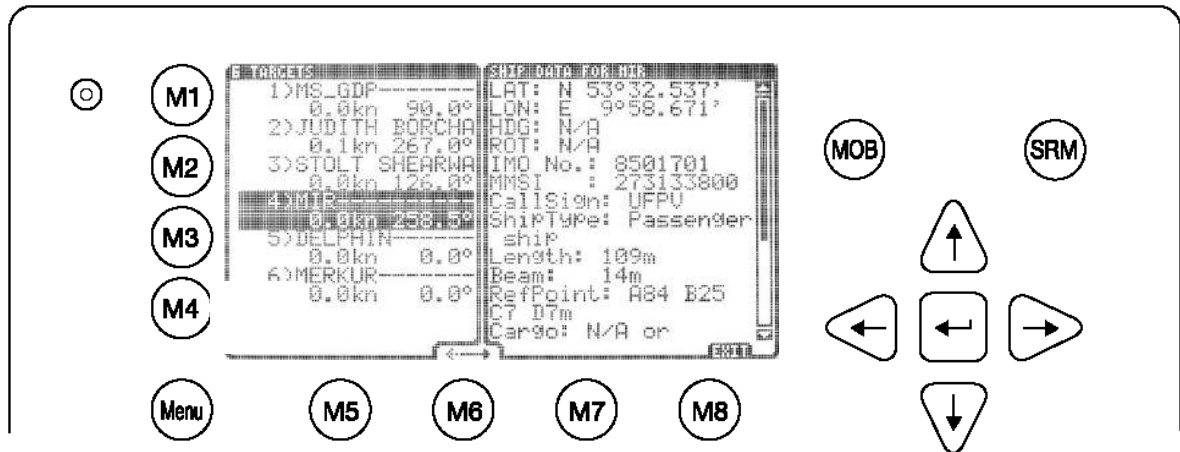 6 TARGETS
1)MS_GDP-------
0.0kn 90.0°
2)JUDITH BORCHA
0.1kn 267.0°
3)STOLT SHEARWA
0.0kn 126.0°
4)MIR----------
0.0kn 258.5°
5)DELPHIN------
0.0kn 0.0°
6)MERKUR-------
0.0kn 0.0°
SHIP DATA FOR MIR
LAT: N 53°32.537'
LON: E 9°58.671'
HDG: N/A
ROT: N/A
IMO No.: 8501701
MMSI : 273133800
CallSign: UFPV
ShipType: Passenger
ship
Length: 109m
Beam: 14m
RefPoint: A84 B25
C7 D7m
Cargo: N/A or
<---->
EXIT
M1
M2
M3
M4
Menu
M5
M6
M7
M8
MOB
SRM